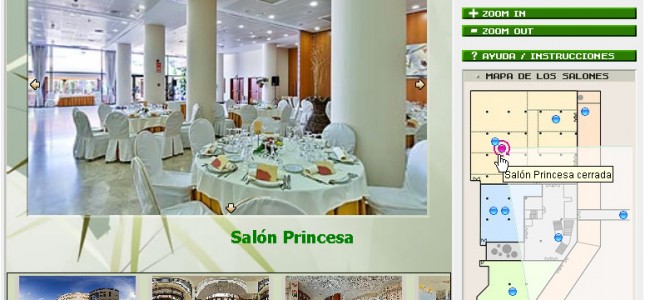 ZOOM IN
ZOOM OUT
? AYUDA / INSTRUCCIONES
MAPA DE LOS SALONES
Salón Princesa cerrada
Salón Princesa